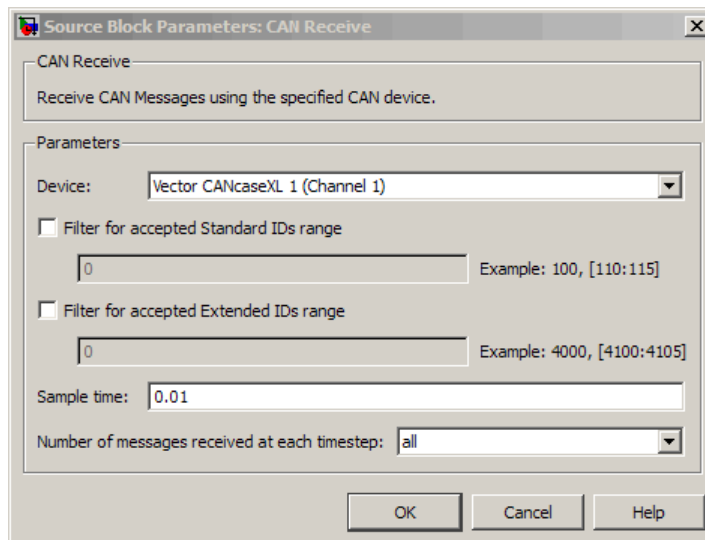 Source Block Parameters: CAN Receive
CAN Receive
Receive CAN Messages using the specified CAN device.
Parameters
Device: Vector CANcaseXL 1 (Channel 1)
Filter for accepted Standard IDs range
0 Example: 100, [110:115]
Filter for accepted Extended IDs range
0 Example: 4000, [4100:4105]
Sample time: 0.01
Number of messages received at each timestep: all
OK Cancel Help